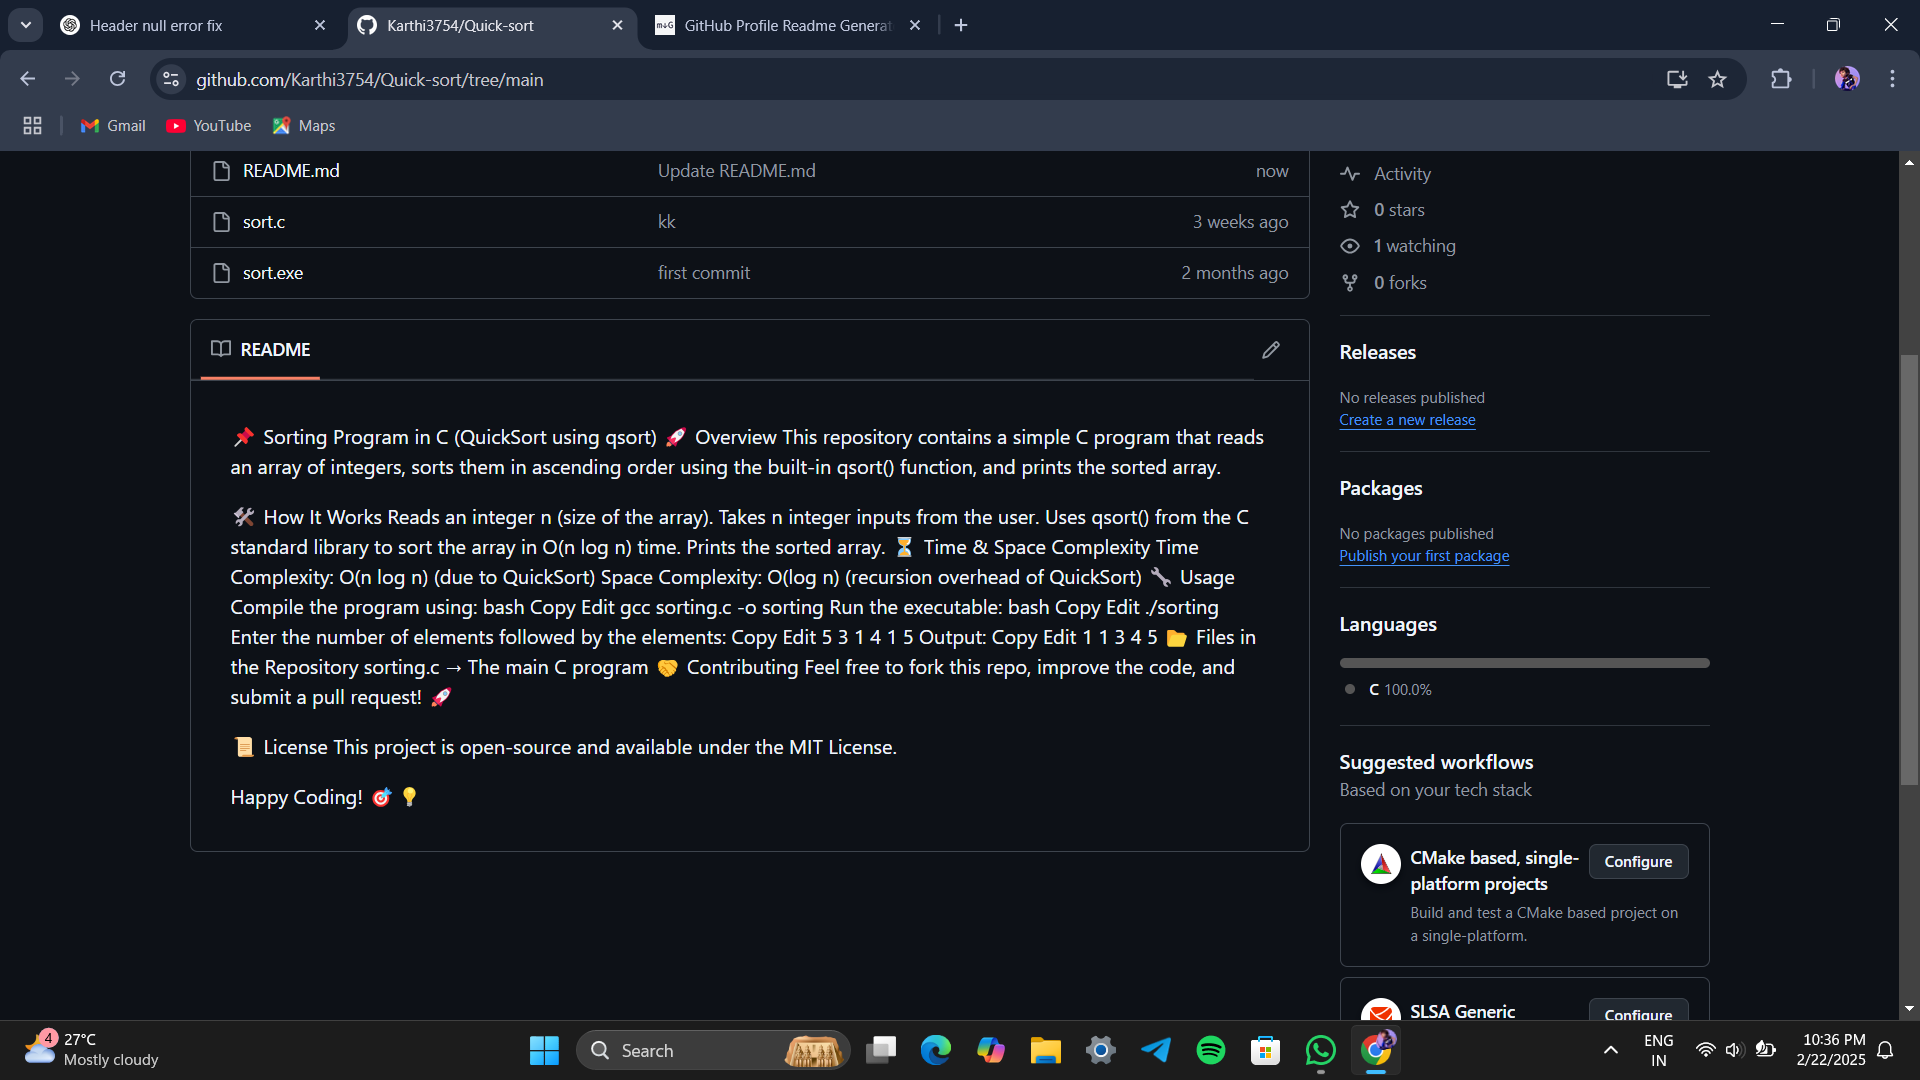 Header null error fix
Karthi3754/Quick-sort
GitHub Profile Readme Generat
github.com/Karthi3754/Quick-sort/tree/main
Gmail
YouTube
Maps
README.md
Update README.md
now
sort.c
kk
3 weeks ago
sort.exe
first commit
2 months ago
README
📌 Sorting Program in C (QuickSort using qsort) 🚀 Overview This repository contains a simple C program that reads
an array of integers, sorts them in ascending order using the built-in qsort() function, and prints the sorted array.
🛠️ How It Works Reads an integer n (size of the array). Takes n integer inputs from the user. Uses qsort() from the C
standard library to sort the array in O(n log n) time. Prints the sorted array. ⏳ Time & Space Complexity Time
Complexity: O(n log n) (due to QuickSort) Space Complexity: O(log n) (recursion overhead of QuickSort) 🔧 Usage
Compile the program using: bash Copy Edit gcc sorting.c -o sorting Run the executable: bash Copy Edit ./sorting
Enter the number of elements followed by the elements: Copy Edit 5 3 1 4 1 5 Output: Copy Edit 1 1 3 4 5 📂 Files in
the Repository sorting.c → The main C program 🤝 Contributing Feel free to fork this repo, improve the code, and
submit a pull request! 🚀
📜 License This project is open-source and available under the MIT License.
Happy Coding! 🎯 💡
Activity
0 stars
1 watching
0 forks
Releases
No releases published
Create a new release
Packages
No packages published
Publish your first package
Languages
C 100.0%
Suggested workflows
Based on your tech stack
CMake based, single-
platform projects
Configure
Build and test a CMake based project on
a single-platform.
SLSA Generic
Configure
4
27°C
Mostly cloudy
Search
ENG
IN
10:36 PM
2/22/2025